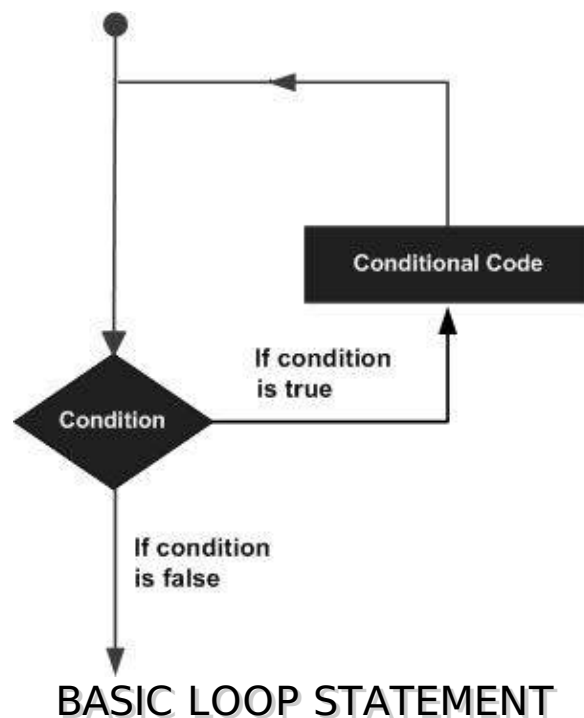 Conditional Code
If condition
is true
Condition
If condition
is false
BASIC LOOP STATEMENT